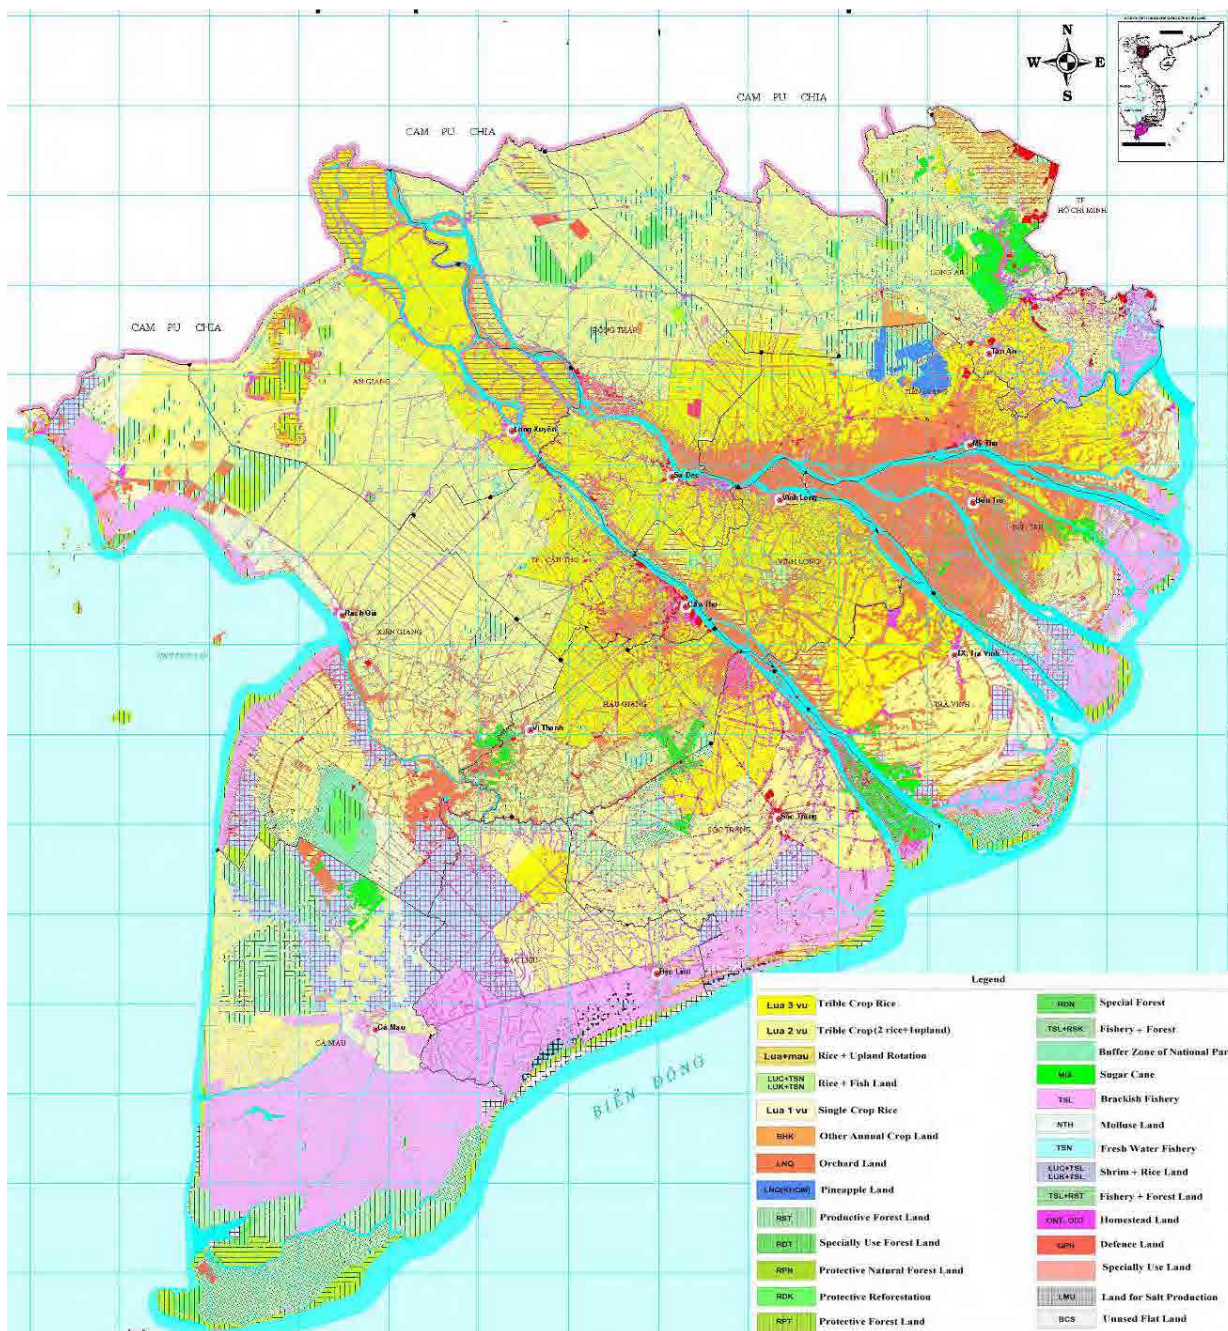 N
W E
S
CAM PU CHIA
CAM PU CHIA
TP
HỒ CHÍ MINH
LONG AN
CAM PU CHIA
ĐỒNG THÁP
Tân An
AN GIANG
TIỀN GIANG
Long Xuyên
Mỹ Tho
Sa Đéc
Vĩnh Long
Bến Tre
BẾN TRE
TP. CẦN THƠ
VĨNH LONG
Cần Thơ
Rạch Giá
KIÊN GIANG
TX. Trà Vinh
HẬU GIANG
TRÀ VINH
Vị Thanh
Sóc Trăng
SÓC TRĂNG
BẠC LIÊU
Bạc Liêu
Cà Mau
CÀ MAU
BIỂN ĐÔNG
Legend
Lua 3 vu Trible Crop Rice
Lua 2 vu Trible Crop(2 rice+1upland)
Lua+mau Rice + Upland Rotation
LUC+TSN
LUK+TSN Rice + Fish Land
Lua 1 vu Single Crop Rice
BHK Other Annual Crop Land
LNQ Orchard Land
LNQ(KHOM) Pineapple Land
RST Productive Forest Land
RDT Specially Use Forest Land
RPN Protective Natural Forest Land
RDK Protective Reforestation
RPT Protective Forest Land
RDN Special Forest
TSL+RSK Fishery + Forest
Buffer Zone of National Par
MIA Sugar Cane
TSL Brackish Fishery
NTH Molluse Land
TSN Fresh Water Fishery
LUC+TSL
LUK+TSL Shrim + Rice Land
TSL+RST Fishery + Forest Land
ONT, ODT Homestead Land
QPH Defence Land
Specially Use Land
LMU Land for Salt Production
BCS Unused Flat Land